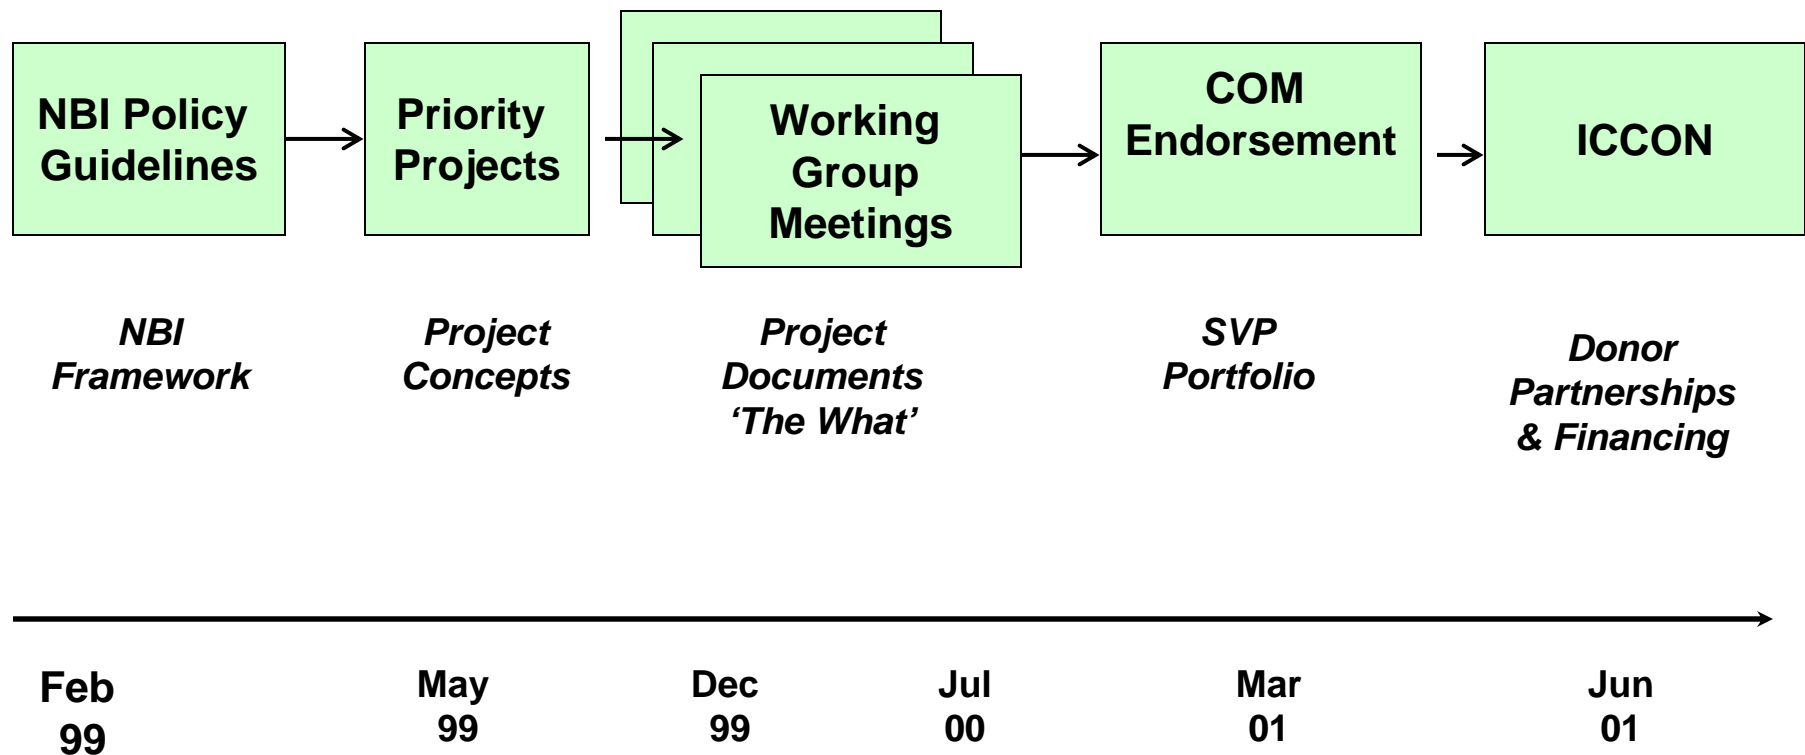 NBI Policy
Guidelines
Priority
Projects
Working
Group
Meetings
COM
Endorsement
ICCON
NBI
Framework
Project
Concepts
Project
Documents
‘The What’
SVP
Portfolio
Donor
Partnerships
& Financing
Feb
99
May
99
Dec
99
Jul
00
Mar
01
Jun
01